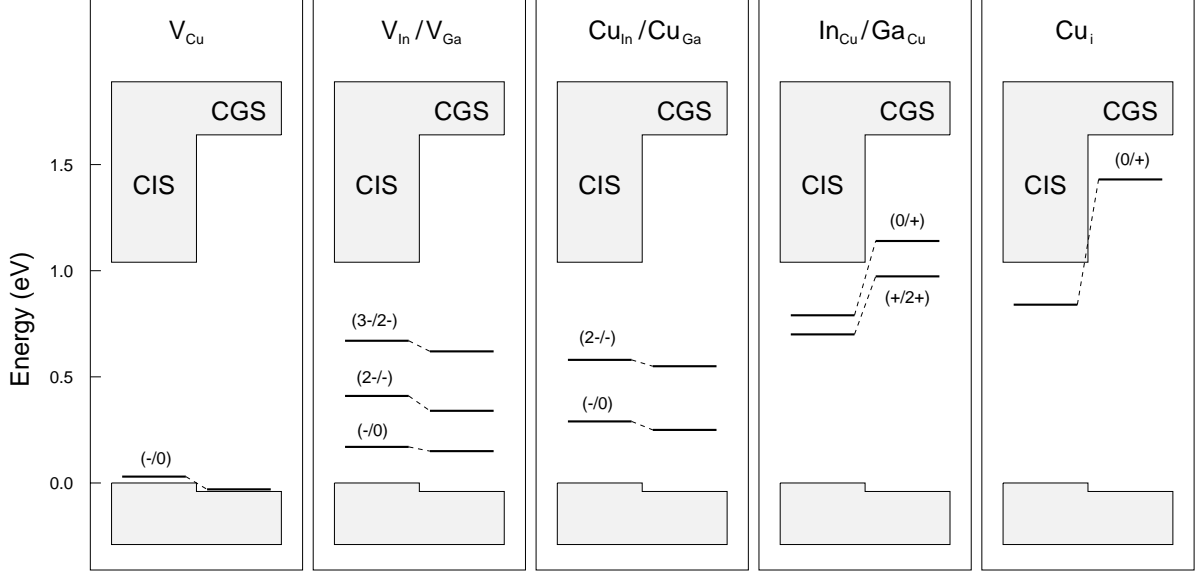 V_Cu
V_In / V_Ga
Cu_In / Cu_Ga
In_Cu / Ga_Cu
Cu_i
CGS
CGS
CGS
CGS
CGS
CIS
CIS
CIS
CIS
CIS
Energy (eV)
1.5
1.0
0.5
0.0
(-/0)
(3-/2-)
(2-/-)
(-/0)
(2-/-)
(-/0)
(0/+)
(+/2+)
(0/+)